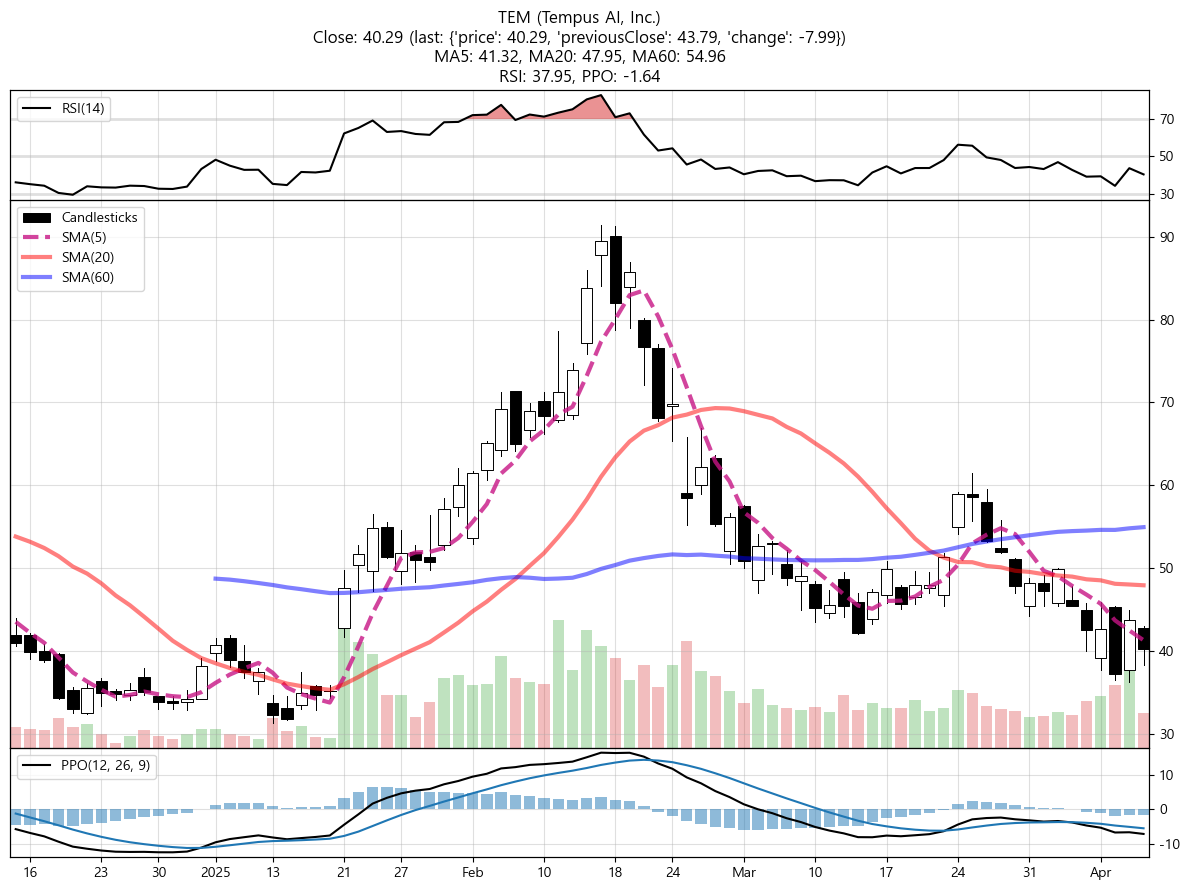 TEM (Tempus AI, Inc.)
Close: 40.29 (last: {'price': 40.29, 'previousClose': 43.79, 'change': -7.99})
MA5: 41.32, MA20: 47.95, MA60: 54.96
RSI: 37.95, PPO: -1.64
RSI(14)
70
50
30
Candlesticks
SMA(5)
SMA(20)
SMA(60)
90
80
70
60
50
40
30
PPO(12, 26, 9)
10
0
-10
16 23 30 2025 13 21 27 Feb 10 18 24 Mar 10 17 24 31 Apr